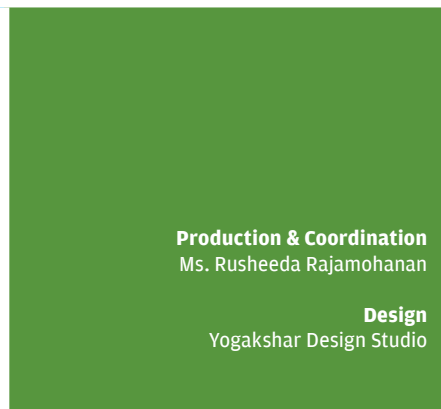 Production & Coordination
Ms. Rusheeda Rajamohanan
Design
Yogakshar Design Studio